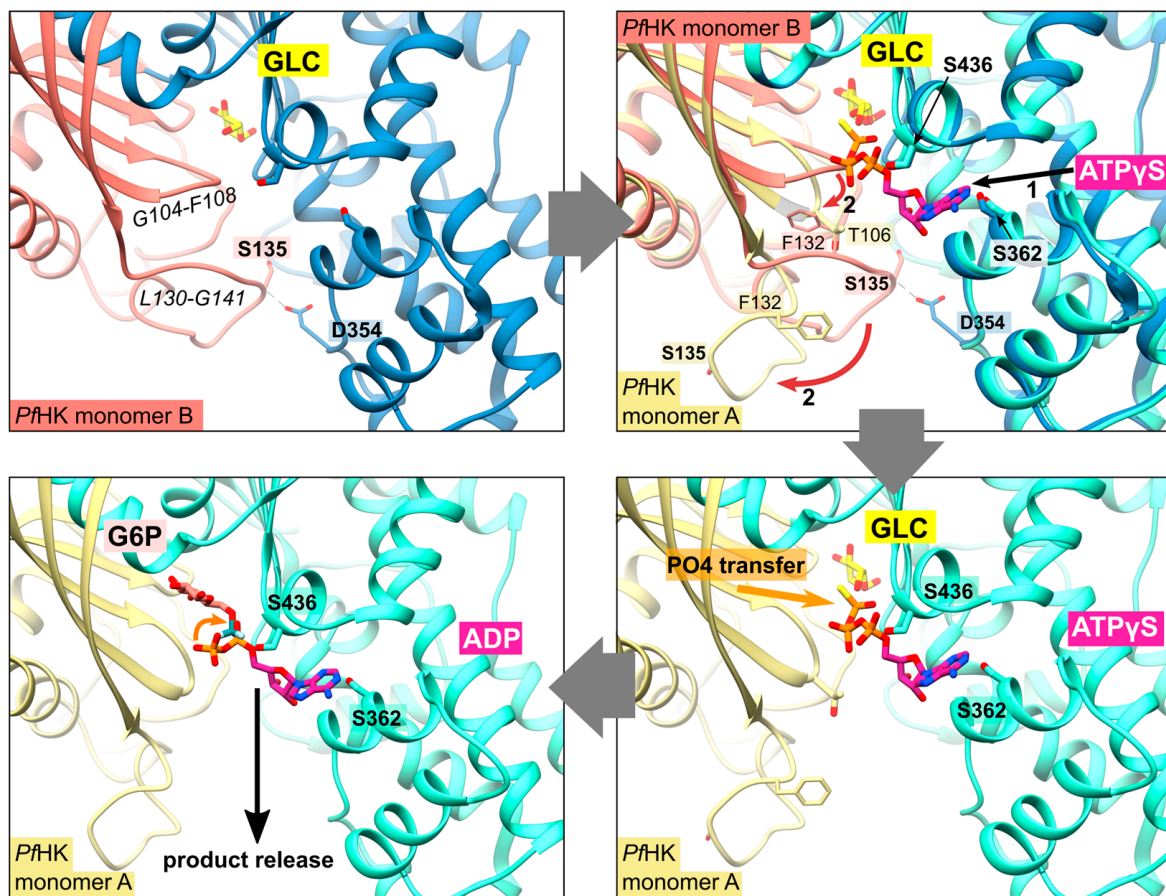 GLC
G104-F108
S135
L130-G141
D354
PfHK monomer B
PfHK monomer B
GLC
S436
ATPγS
1
2
F132
T106
S362
S135
F132
D354
S135
2
PfHK
monomer A
G6P
S436
ADP
S362
product release
PfHK
monomer A
GLC
PO4 transfer
S436
ATPγS
S362
PfHK
monomer A